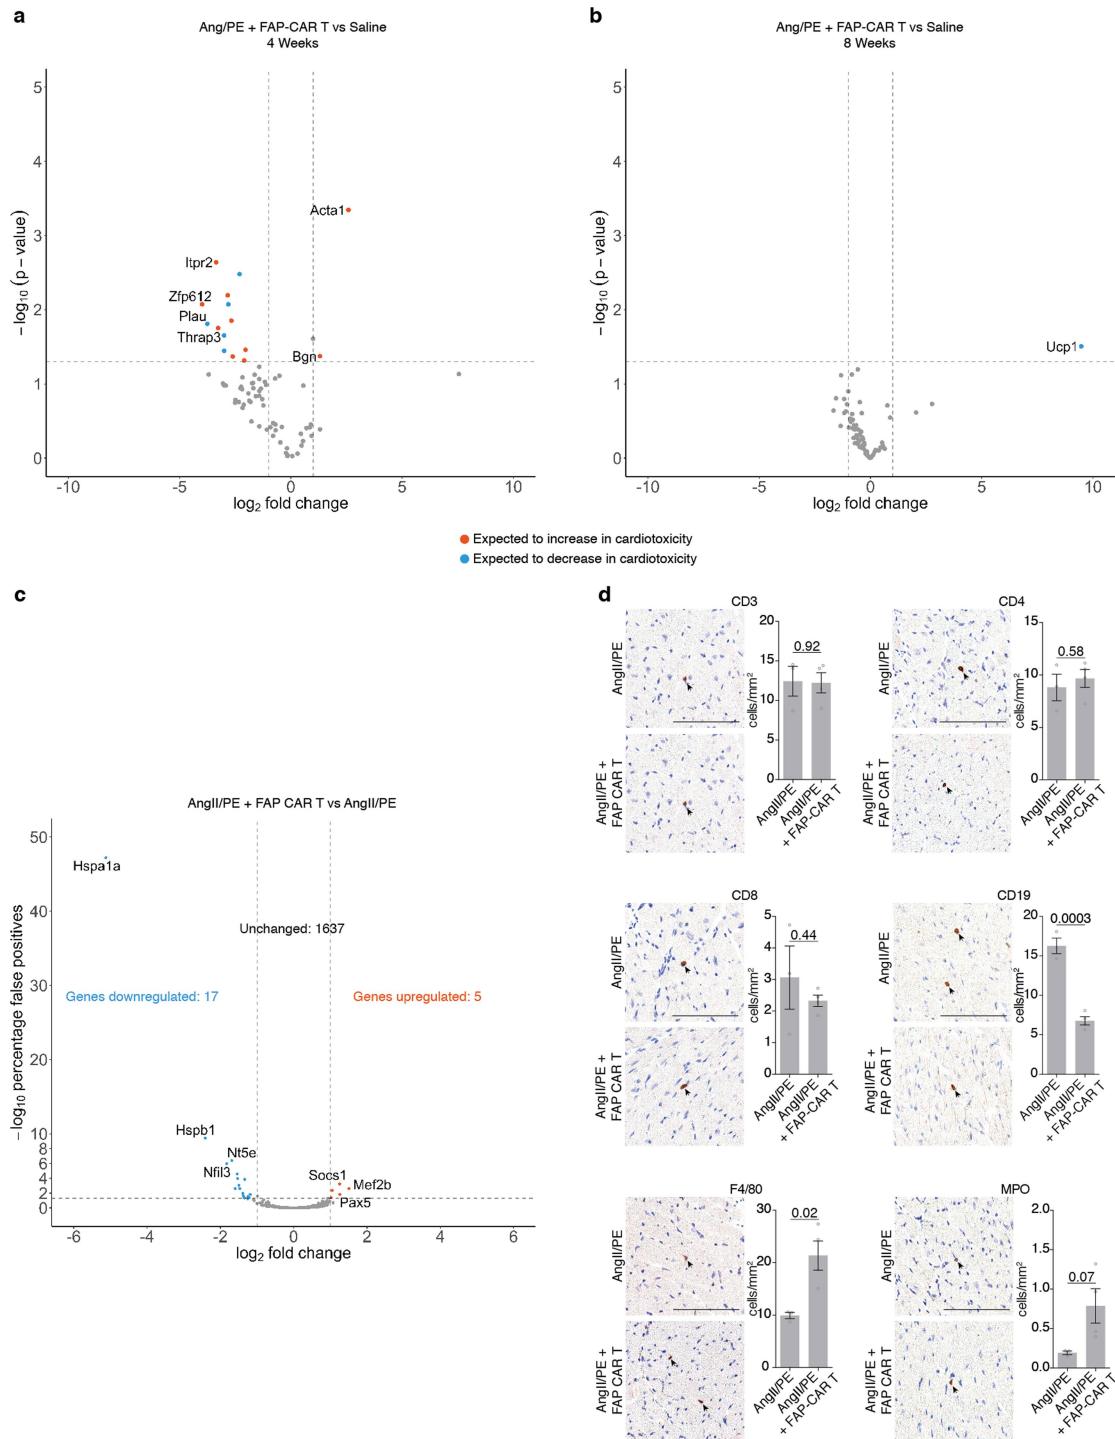 a
Ang/PE + FAP-CAR T vs Saline
4 Weeks
5
4
3
2
1
0
− log10 (p − value)
Acta1
Itpr2
Zfp612
Plau
Thrap3
Bgn
-10 -5 0 5 10
log2 fold change
b
Ang/PE + FAP-CAR T vs Saline
8 Weeks
5
4
3
2
1
0
− log10 (p − value)
Ucp1
-10 -5 0 5 10
log2 fold change
Expected to increase in cardiotoxicity
Expected to decrease in cardiotoxicity
c
AngII/PE + FAP CAR T vs AngII/PE
50
40
30
20
10
8
6
4
2
0
− log10 percentage false positives
Hspa1a
Unchanged: 1637
Genes downregulated: 17
Genes upregulated: 5
Hspb1
Nt5e
Nfil3
Socs1
Mef2b
Pax5
-6 -4 -2 0 2 4 6
log2 fold change
d
CD3
AngII/PE
AngII/PE +
FAP CAR T
20
15
10
5
0
cells/mm²
0.92
AngII/PE
AngII/PE
+ FAP-CAR T
CD4
AngII/PE
AngII/PE +
FAP CAR T
15
10
5
0
cells/mm²
0.58
AngII/PE
AngII/PE
+ FAP-CAR T
CD8
AngII/PE
AngII/PE +
FAP CAR T
5
4
3
2
1
0
cells/mm²
0.44
AngII/PE
AngII/PE
+ FAP-CAR T
CD19
AngII/PE
AngII/PE +
FAP CAR T
20
15
10
5
0
cells/mm²
0.0003
AngII/PE
AngII/PE
+ FAP-CAR T
F4/80
AngII/PE
AngII/PE +
FAP CAR T
30
20
10
0
cells/mm²
0.02
AngII/PE
AngII/PE
+ FAP-CAR T
MPO
AngII/PE
AngII/PE +
FAP CAR T
2.0
1.5
1.0
0.5
0.0
cells/mm²
0.07
AngII/PE
AngII/PE
+ FAP-CAR T